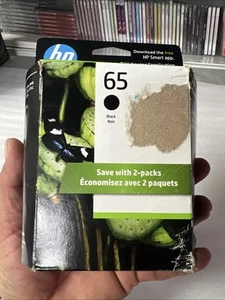 hp
Download the free
HP Smart app.
65
Black
Noir
Save with 2-packs
Économisez avec 2 paquets